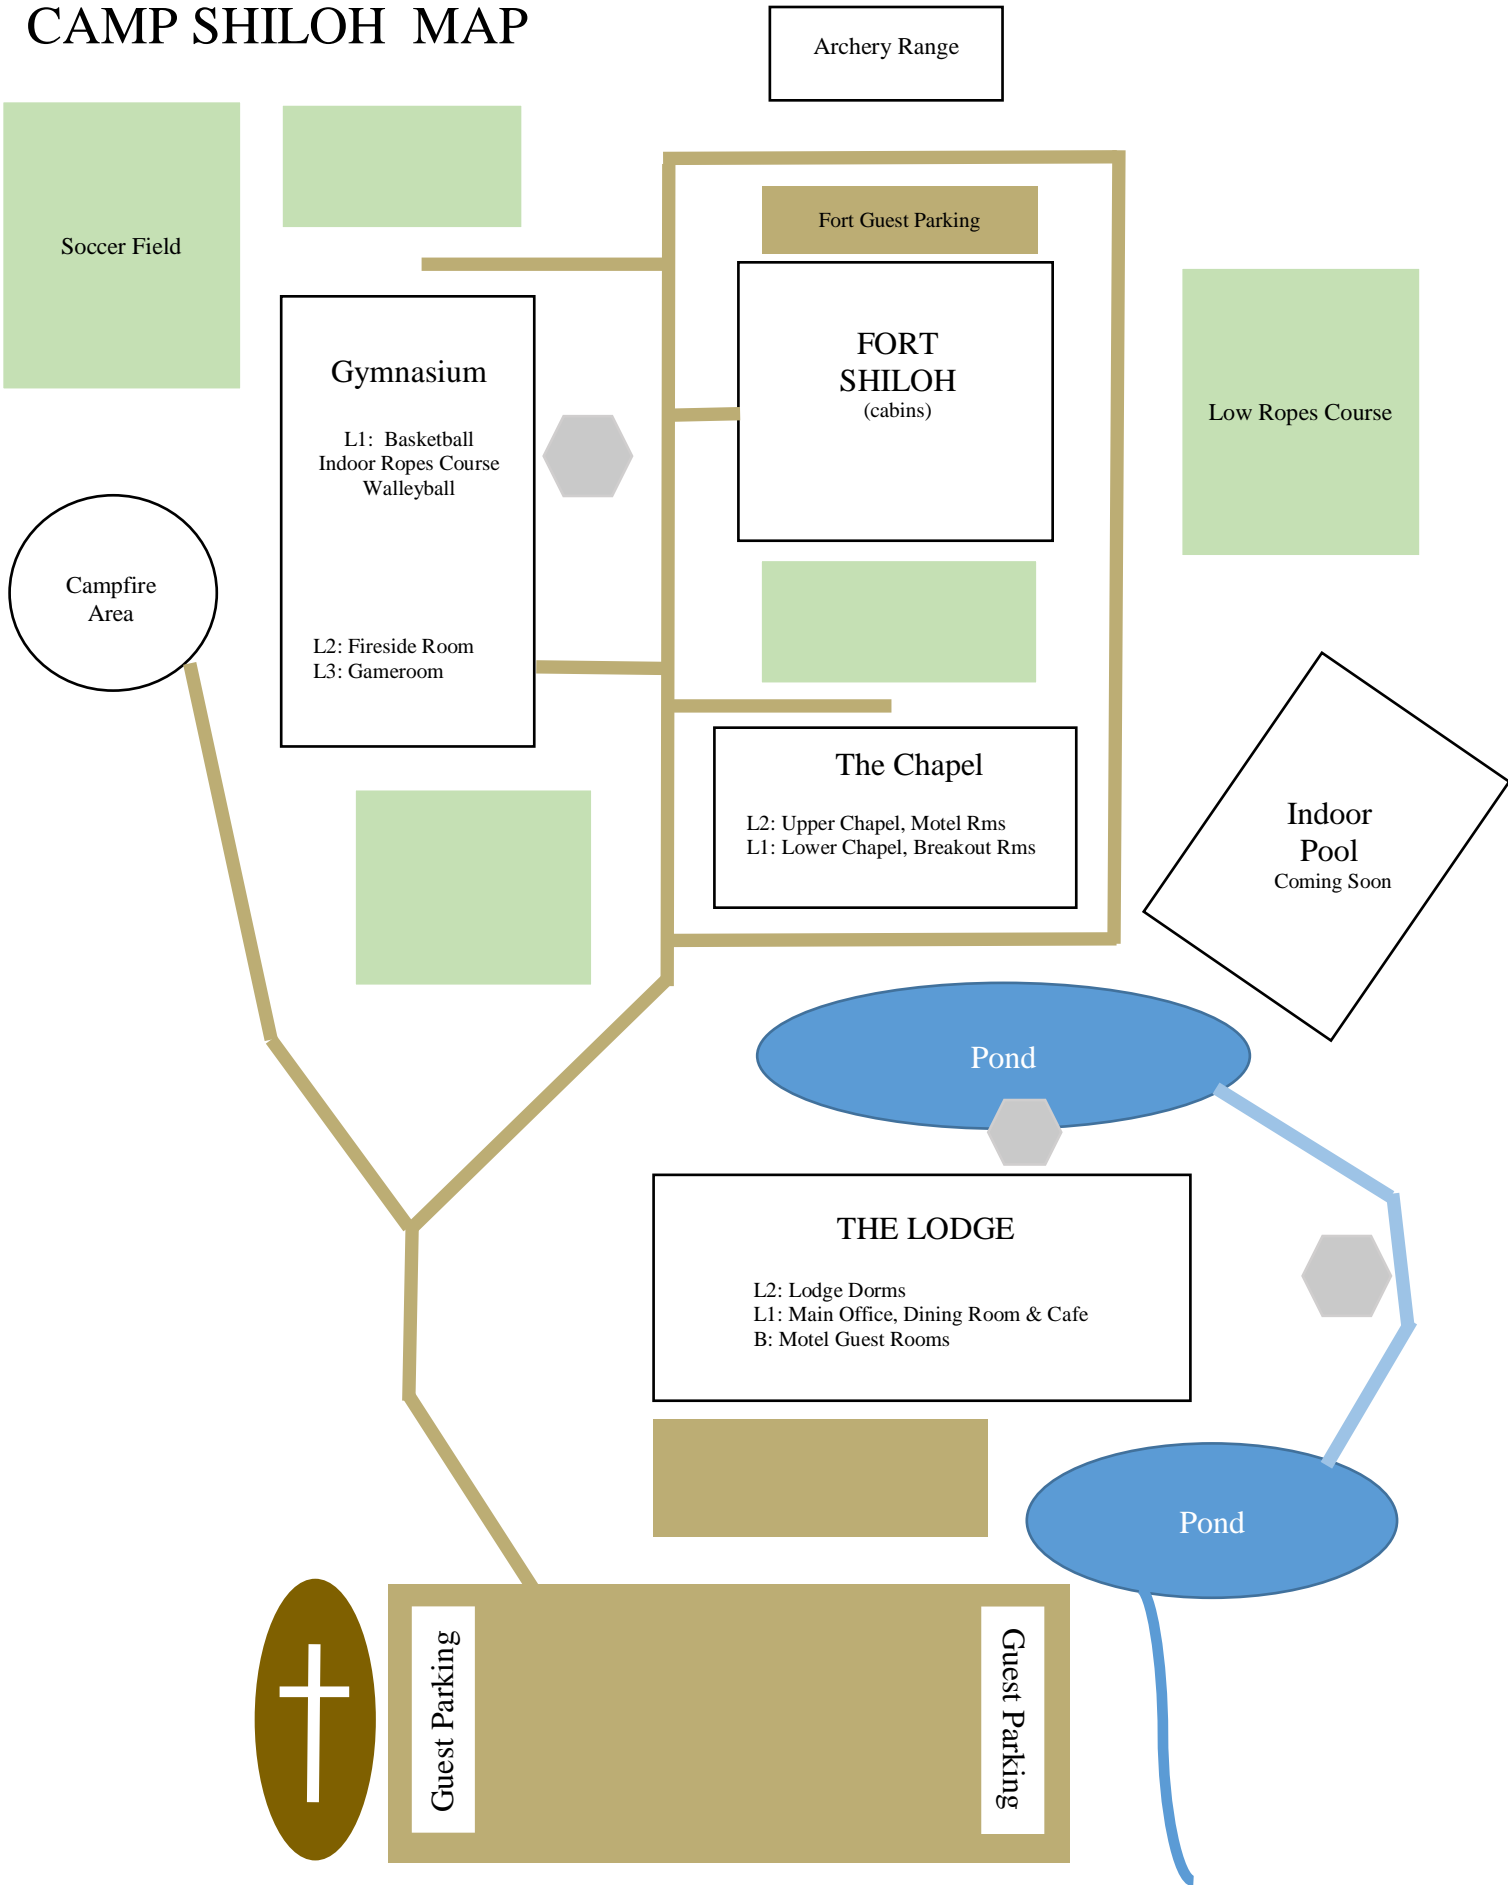 CAMP SHILOH  MAP
Archery Range
Soccer Field
Fort Guest Parking
FORT
SHILOH
(cabins)
Gymnasium
L1:  Basketball
Indoor Ropes Course
Walleyball
L2: Fireside Room
L3: Gameroom
Low Ropes Course
Campfire
Area
The Chapel
L2: Upper Chapel, Motel Rms
L1: Lower Chapel, Breakout Rms
Indoor
Pool
Coming Soon
Pond
THE LODGE
L2: Lodge Dorms
L1: Main Office, Dining Room & Cafe
B: Motel Guest Rooms
Pond
Guest Parking
Guest Parking